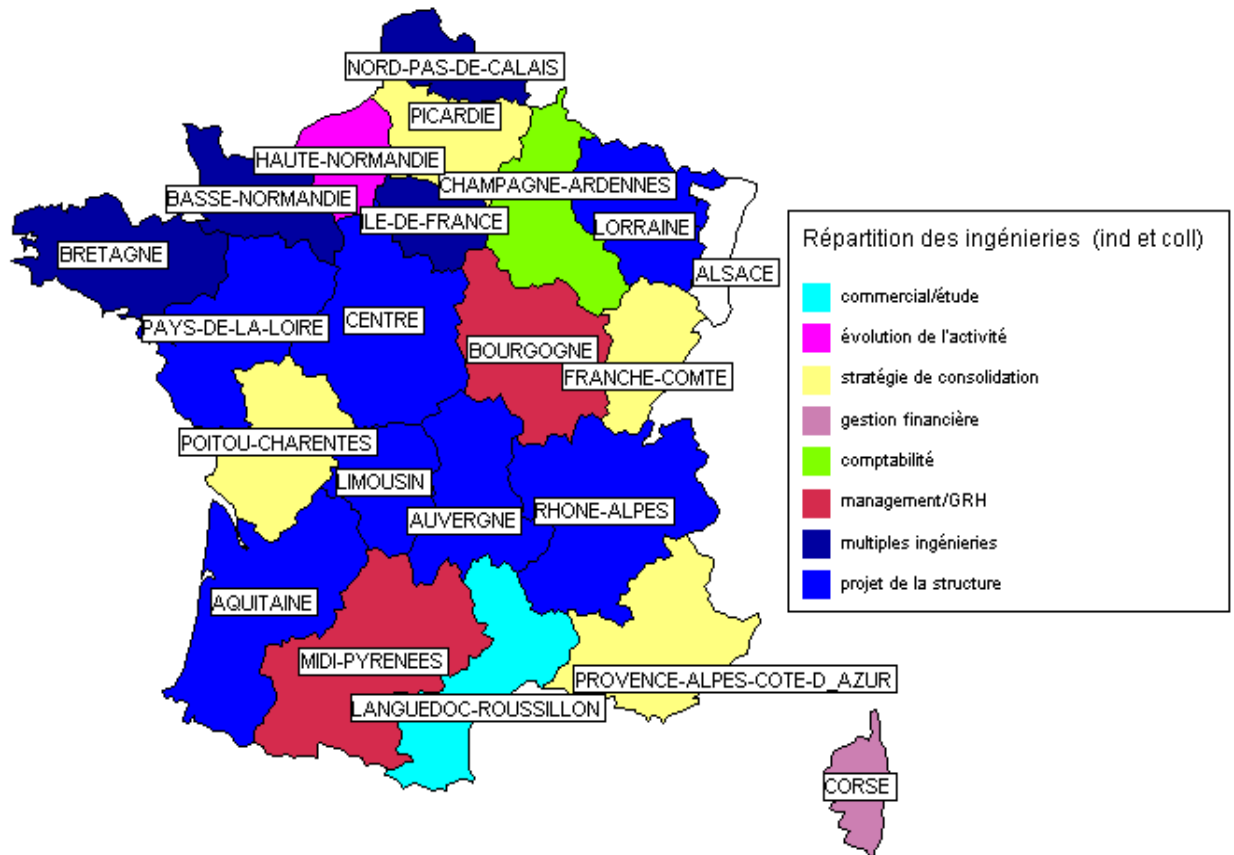 NORD-PAS-DE-CALAIS
PICARDIE
HAUTE-NORMANDIE
CHAMPAGNE-ARDENNES
BASSE-NORMANDIE
ILE-DE-FRANCE
LORRAINE
BRETAGNE
ALSACE
PAYS-DE-LA-LOIRE
CENTRE
BOURGOGNE
FRANCHE-COMTE
POITOU-CHARENTES
LIMOUSIN
AUVERGNE
RHONE-ALPES
AQUITAINE
MIDI-PYRENEES
PROVENCE-ALPES-COTE-D_AZUR
LANGUEDOC-ROUSSILLON
CORSE
Répartition des ingénieries (ind et coll)
commercial/étude
évolution de l'activité
stratégie de consolidation
gestion financière
comptabilité
management/GRH
multiples ingénieries
projet de la structure